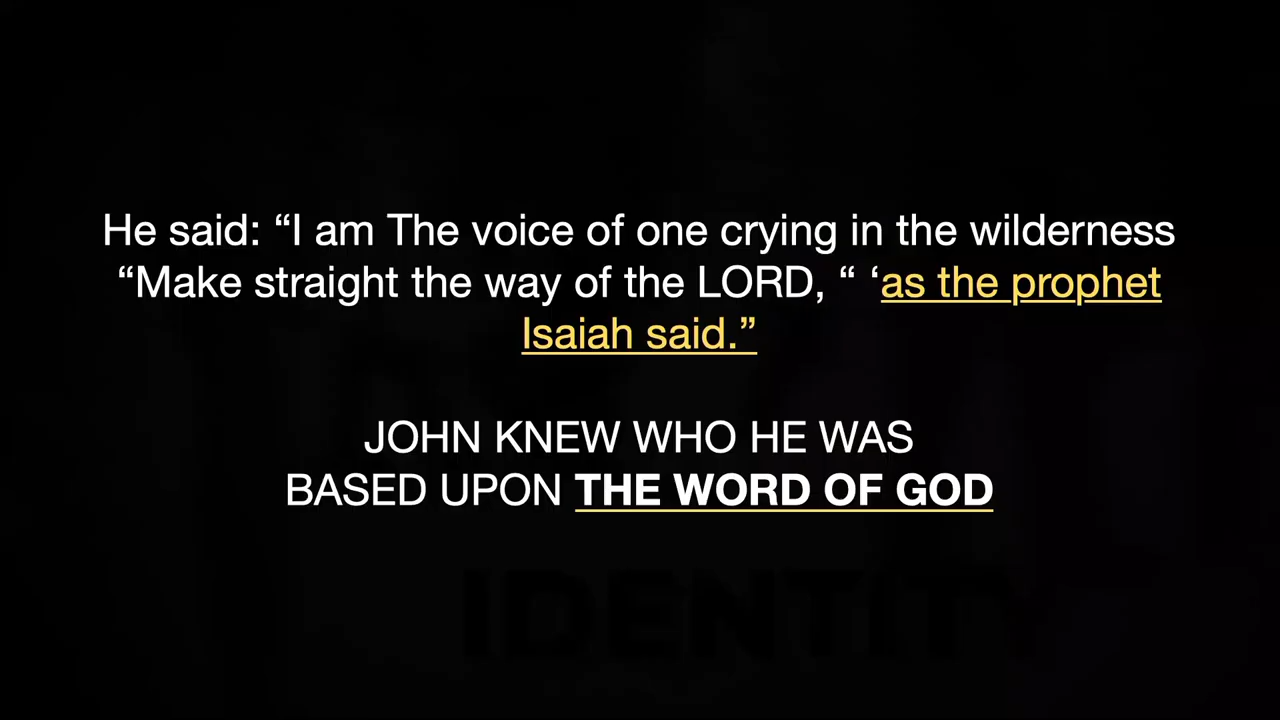 He said: “I am The voice of one crying in the wilderness
“Make straight the way of the LORD, “ ‘as the prophet
Isaiah said.”
JOHN KNEW WHO HE WAS
BASED UPON THE WORD OF GOD
IDENTITY